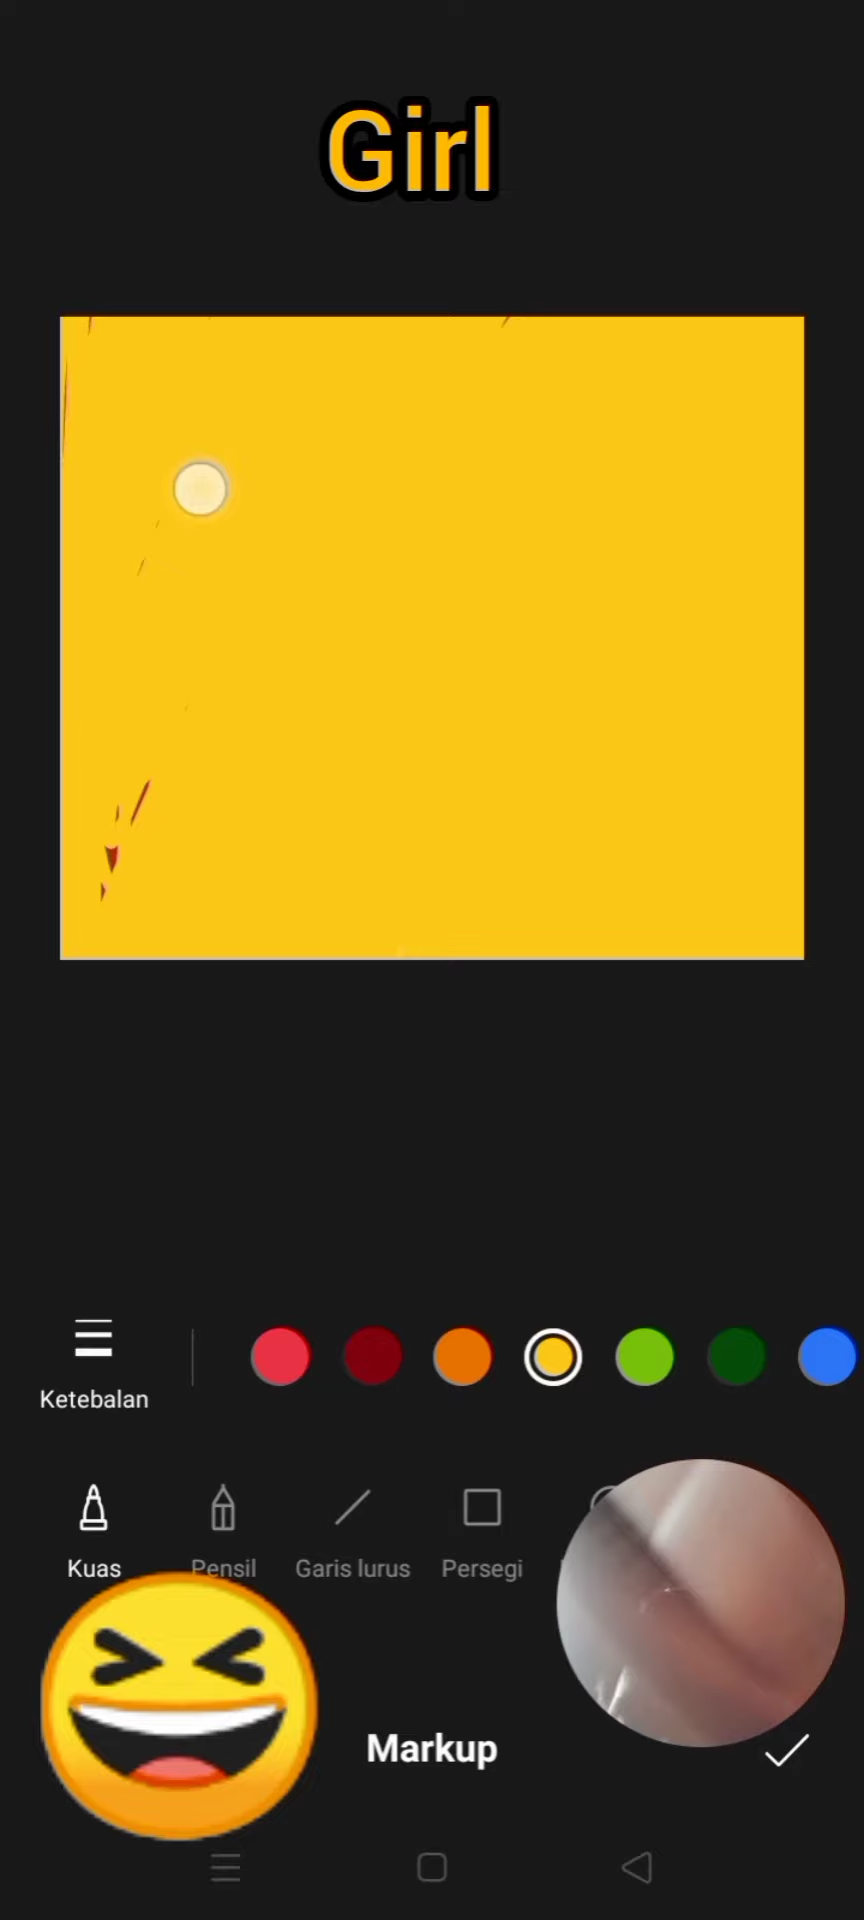 Girl
Ketebalan
Kuas
Pensil
Garis lurus
Persegi
Markup